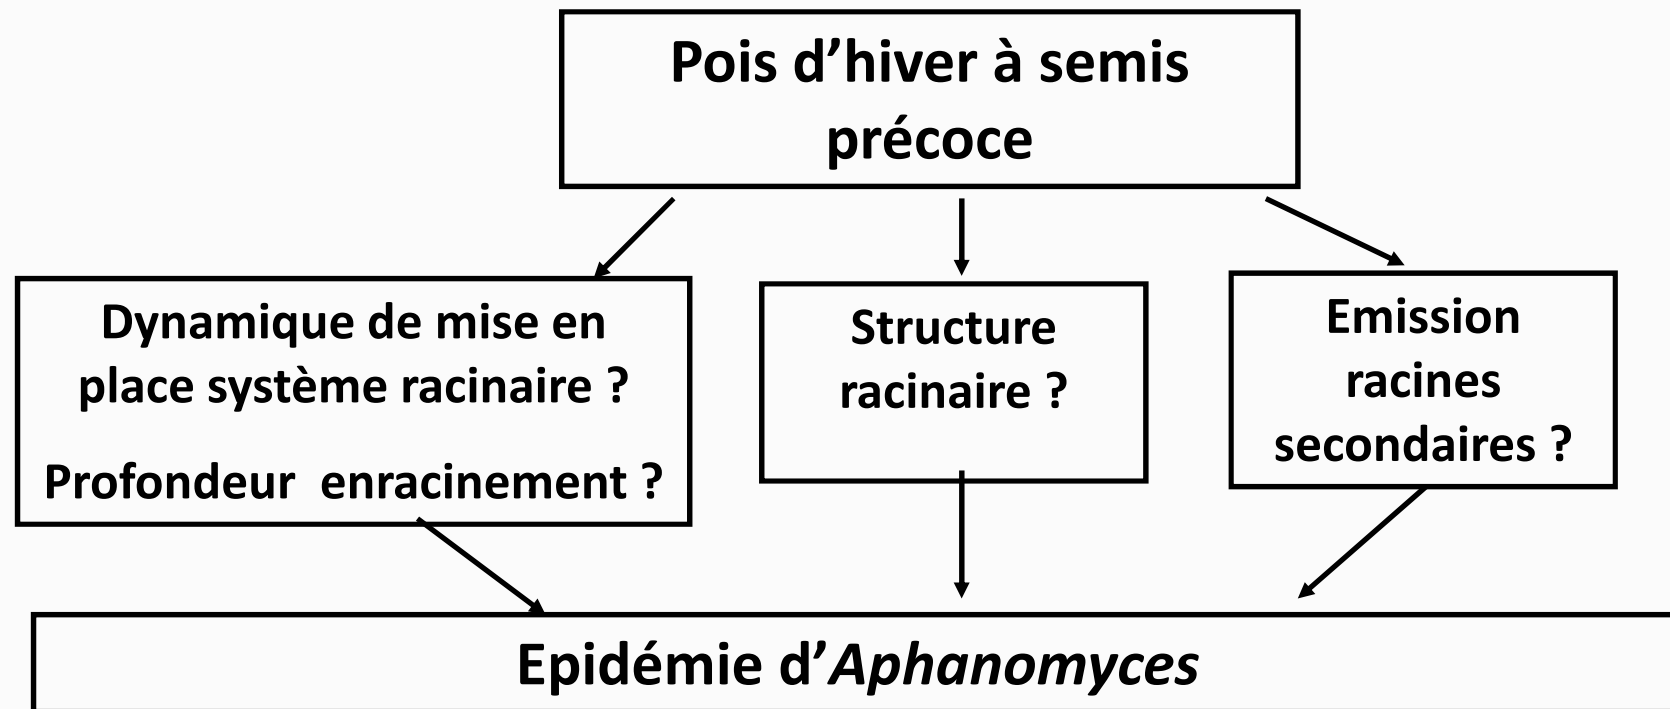 Pois d’hiver à semis
précoce
Dynamique de mise en
place système racinaire ?
Profondeur enracinement ?
Structure
racinaire ?
Emission
racines
secondaires ?
Epidémie d’Aphanomyces